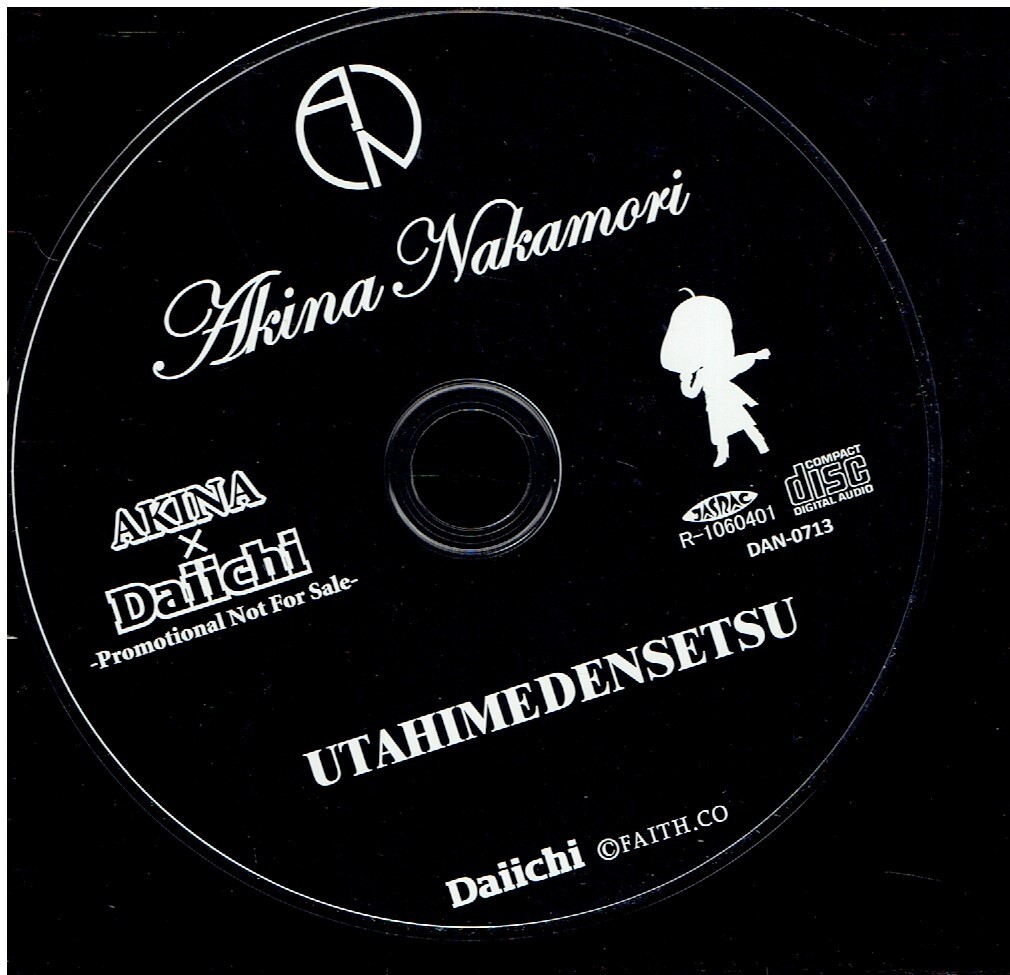 AN
Akina Nakamori
AKINA
×
Daiichi
-Promotional Not For Sale-
JASRAC
R-1060401
COMPACT
disc
DIGITAL AUDIO
DAN-0713
UTAHIMEDENSETSU
Daiichi ©FAITH.CO